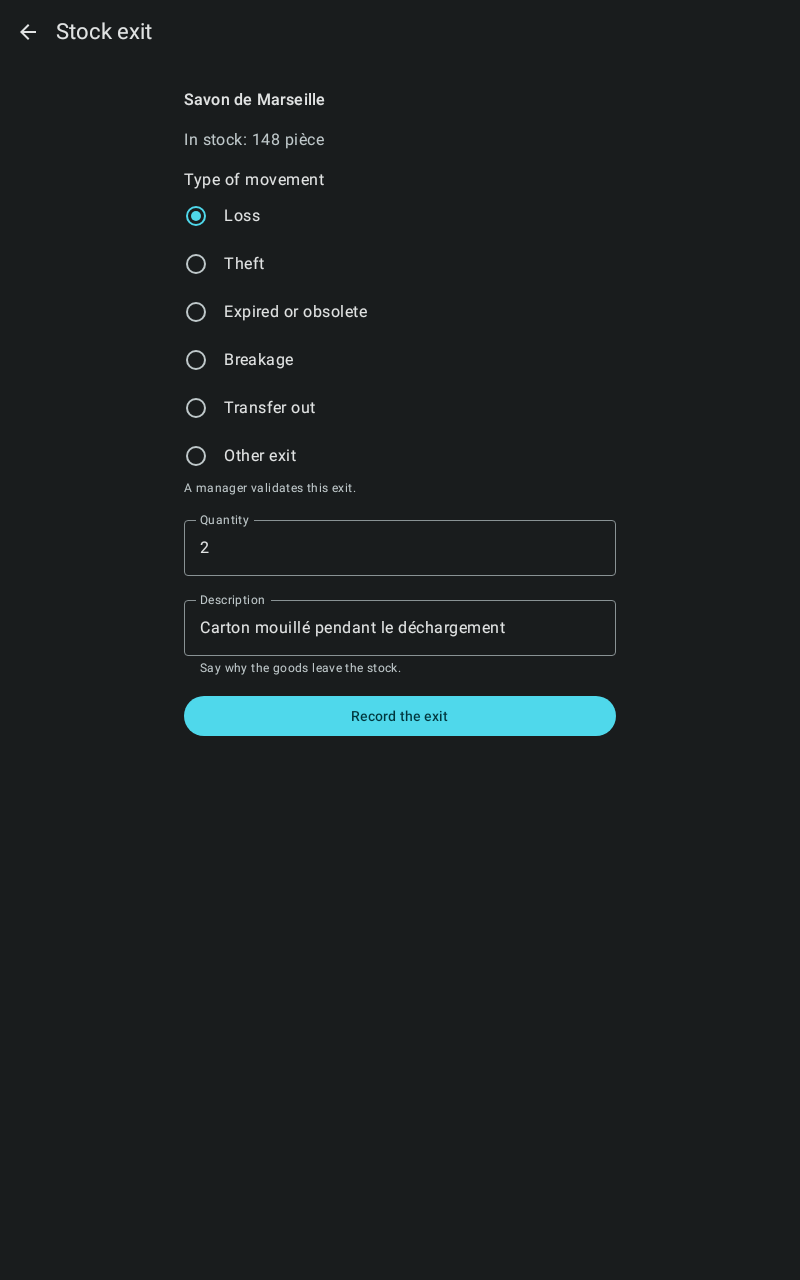 Stock exit
Savon de Marseille
In stock: 148 pièce
Type of movement
Loss
Theft
Expired or obsolete
Breakage
Transfer out
Other exit
A manager validates this exit.
Quantity
2
Description
Carton mouillé pendant le déchargement
Say why the goods leave the stock.
Record the exit